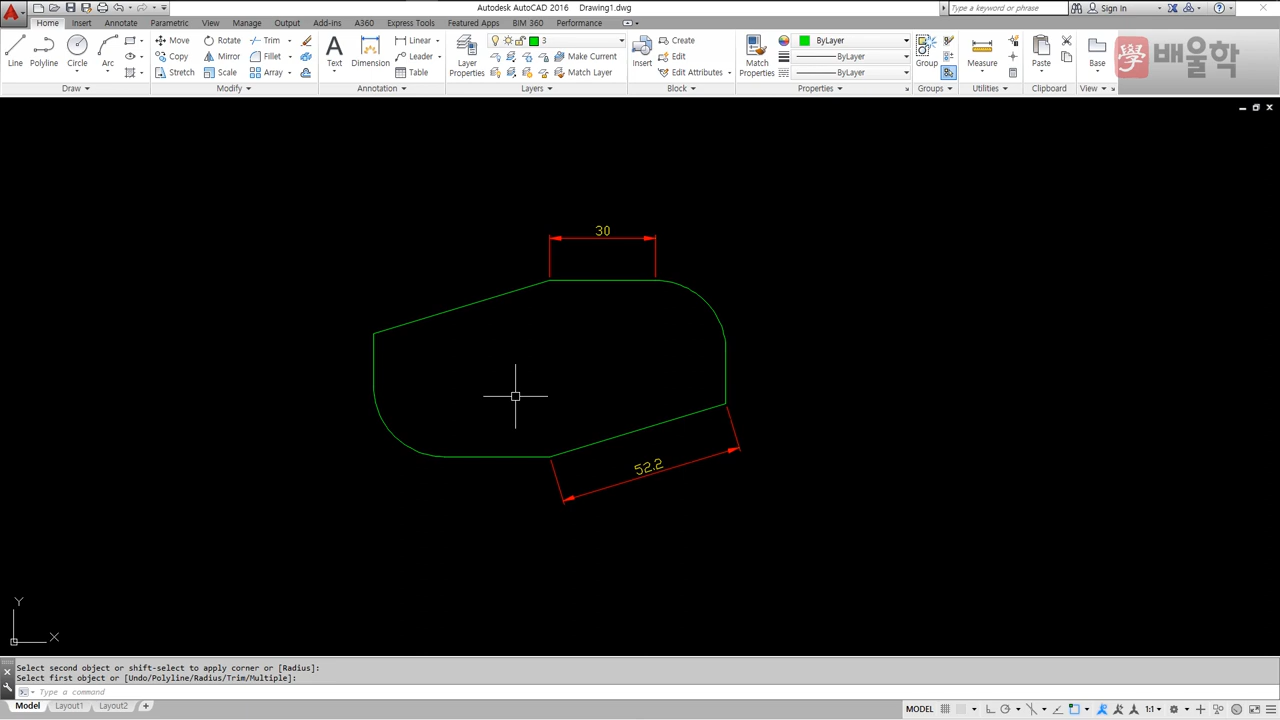 Autodesk AutoCAD 2016 Drawing1.dwg
Type a keyword or phrase
Sign In
Home Insert Annotate Parametric View Manage Output Add-ins A360 Express Tools Featured Apps BIM 360 Performance
Line Polyline Circle Arc
Move Rotate Trim
Copy Mirror Fillet
Stretch Scale Array
Text Dimension
Linear
Leader
Table
Layer Properties
3
Make Current
Match Layer
Insert
Create
Edit
Edit Attributes
Match Properties
ByLayer
ByLayer
ByLayer
Group
Measure
Paste
Base
學 배울학
Draw Modify Annotation Layers Block Properties Groups Utilities Clipboard View
30
52.2
Y
X
Select second object or shift-select to apply corner or [Radius]:
Select first object or [Undo/Polyline/Radius/Trim/Multiple]:
Type a command
Model Layout1 Layout2 +
MODEL 1:1